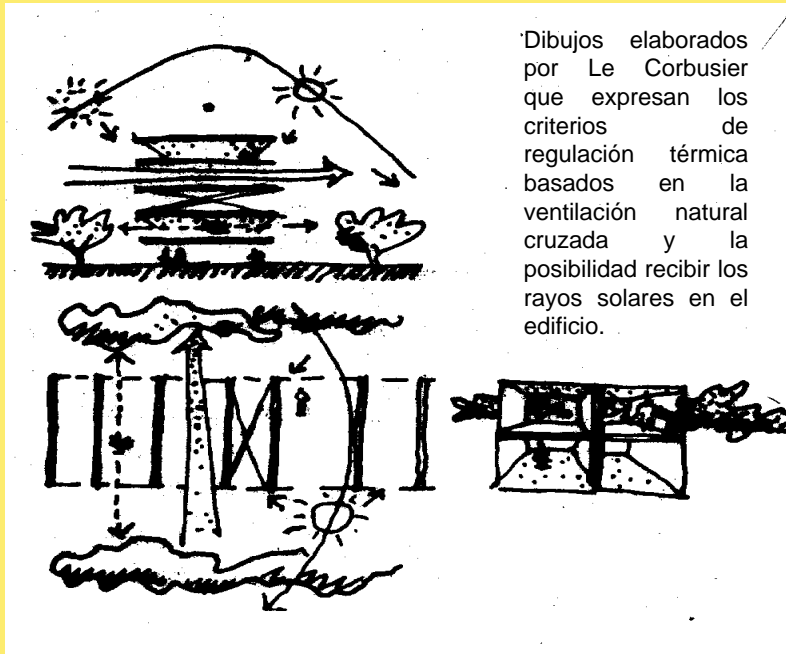 Dibujos elaborados
por Le Corbusier
que expresan los
criterios de
regulación térmica
basados en la
ventilación natural
cruzada y la
posibilidad recibir los
rayos solares en el
edificio.